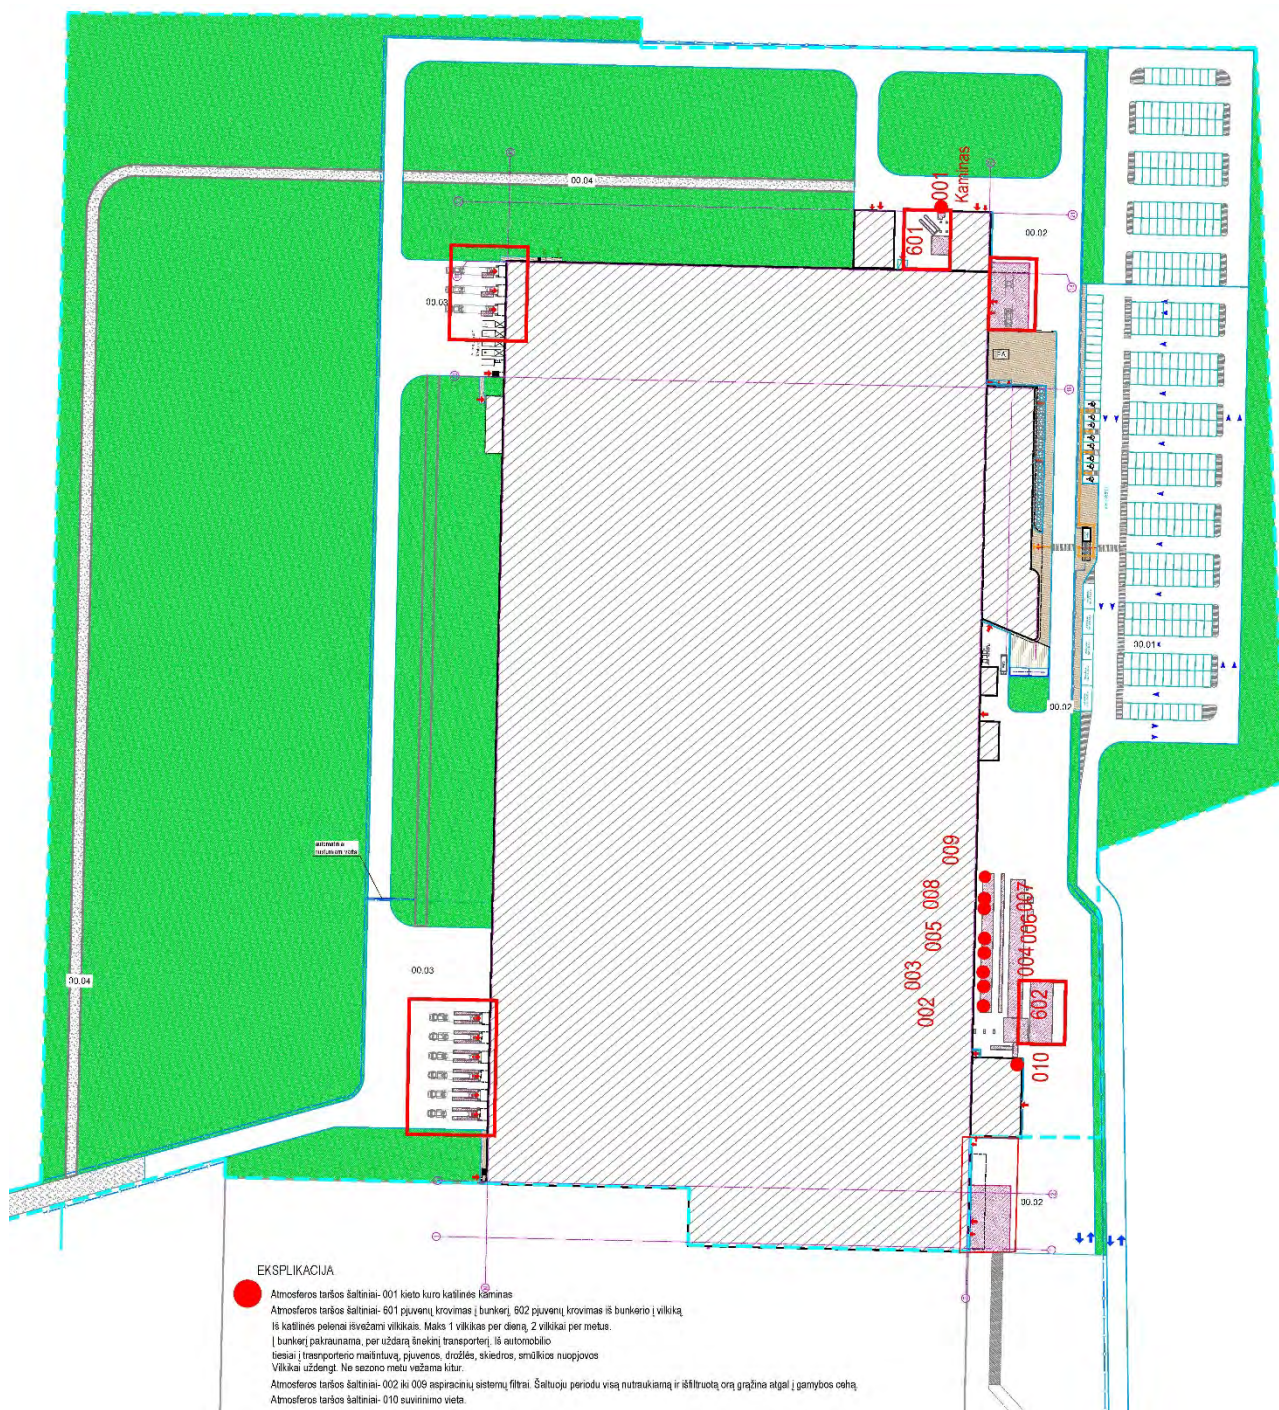 00.04
001
Kaminas
601
00.02
00.03
00.01
00.02
009
008
007
005
006
004
003
002
602
010
00.04
00.03
00.02
EKSPLIKACIJA
Atmosferos taršos šaltiniai- 001 kieto kuro katilinės kaminas
Atmosferos taršos šaltiniai- 601 pjuvenų krovimas į bunkerį, 602 pjuvenų krovimas iš bunkerio į vilkiką
Iš katilinės pelenai išvežami vilkikais. Maks 1 vilkikas per dieną, 2 vilkikai per metus.
Į bunkerį pakraunama, per uždarą šnekinį transporterį. Iš automobilio
tiesiai į trasnporterio maitintuvą, pjuvenos, drožlės, skiedros, smulkios nuopjovos
Vilkikai uždengt. Ne sezono metu vežama kitur.
Atmosferos taršos šaltiniai- 002 iki 009 aspiracinių sistemų filtrai. Šaltuoju periodu visą nutraukiamą ir išfiltruotą orą grąžina atgal į gamybos cehą.
Atmosferos taršos šaltiniai- 010 suvirinimo vieta.